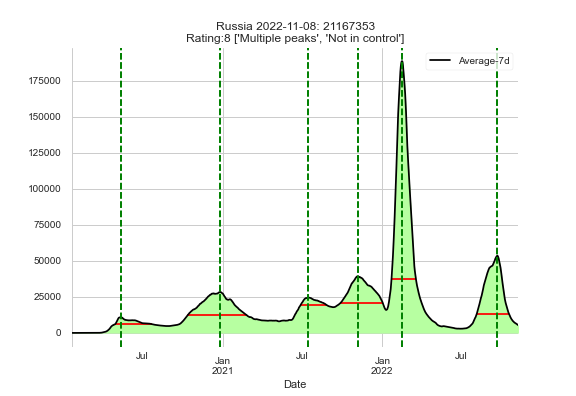 Russia 2022-11-08: 21167353
Rating:8 ['Multiple peaks', 'Not in control']
Average-7d
175000
150000
125000
100000
75000
50000
25000
0
Jul
Jan
2021
Jul
Jan
2022
Jul
Date